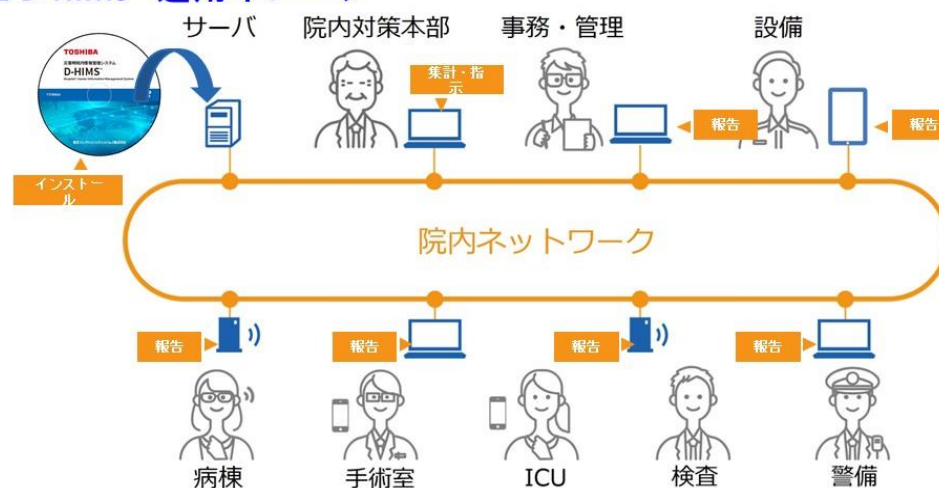 サーバ
院内対策本部
事務・管理
設備
TOSHIBA
D-HIMS
集計・指
示
報告
報告
インストー
ル
院内ネットワーク
報告
報告
報告
報告
病棟
手術室
ICU
検査
警備